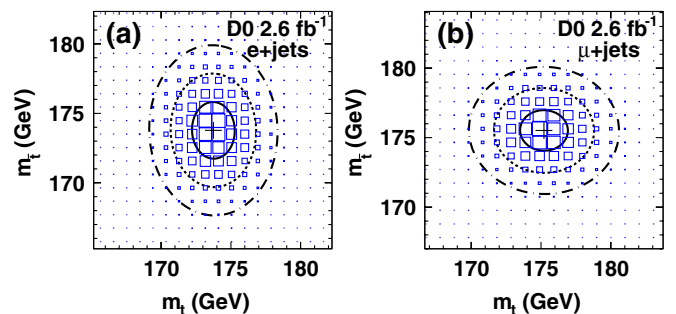 (a) D0 2.6 fb⁻¹
e+jets
180
175
170
m_t̄ (GeV)
170 175 180
m_t (GeV)
(b) D0 2.6 fb⁻¹
μ+jets
180
175
170
m_t̄ (GeV)
170 175 180
m_t (GeV)